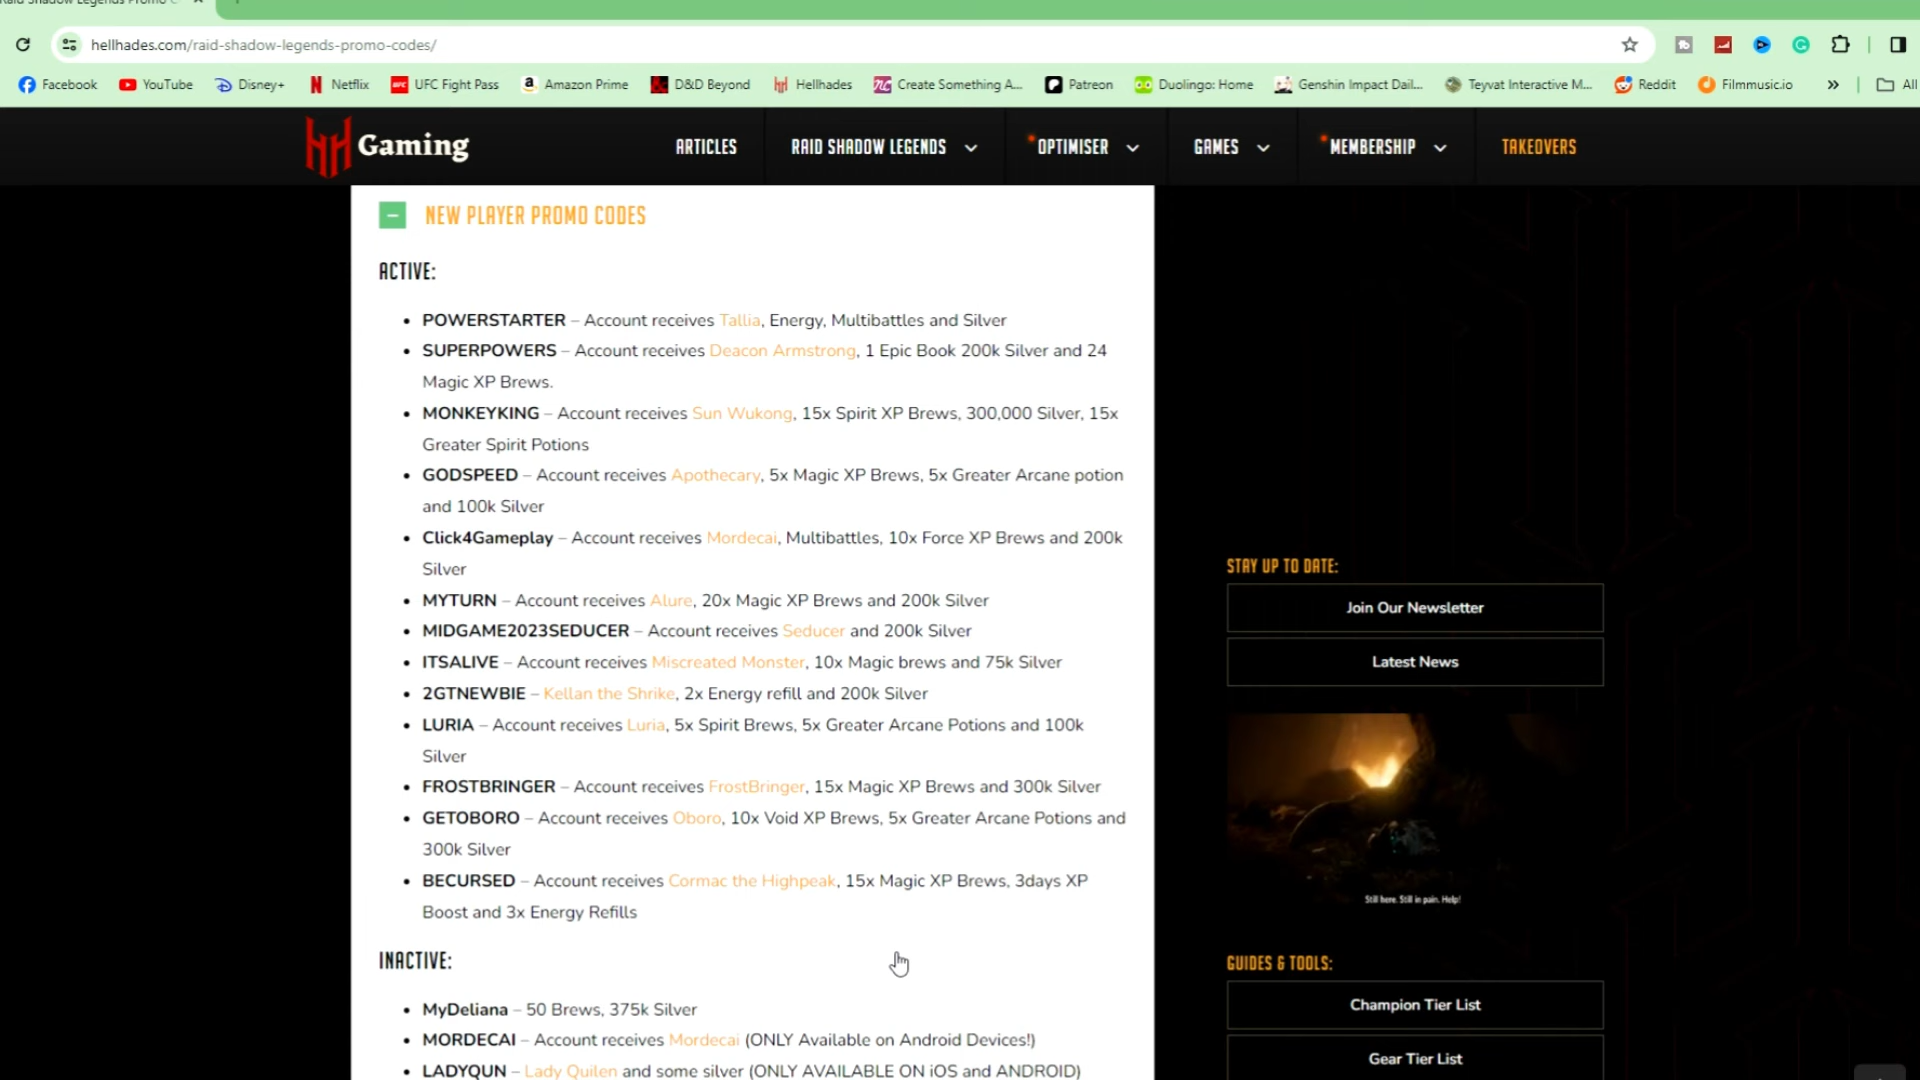 hellhades.com/raid-shadow-legends-promo-codes/
Facebook YouTube Disney+ Netflix UFC Fight Pass Amazon Prime D&D Beyond Hellhades Create Something A... Patreon Duolingo: Home Genshin Impact Dail... Teyvat Interactive M... Reddit Filmmusic.io » All
Gaming ARTICLES RAID SHADOW LEGENDS OPTIMISER GAMES MEMBERSHIP TAKEOVERS
NEW PLAYER PROMO CODES
ACTIVE:
• POWERSTARTER – Account receives Tallia, Energy, Multibattles and Silver
• SUPERPOWERS – Account receives Deacon Armstrong, 1 Epic Book 200k Silver and 24
Magic XP Brews.
• MONKEYKING – Account receives Sun Wukong, 15x Spirit XP Brews, 300,000 Silver, 15x
Greater Spirit Potions
• GODSPEED – Account receives Apothecary, 5x Magic XP Brews, 5x Greater Arcane potion
and 100k Silver
• Click4Gameplay – Account receives Mordecai, Multibattles, 10x Force XP Brews and 200k
Silver
• MYTURN – Account receives Alure, 20x Magic XP Brews and 200k Silver
• MIDGAME2023SEDUCER – Account receives Seducer and 200k Silver
• ITSALIVE – Account receives Miscreated Monster, 10x Magic brews and 75k Silver
• 2GTNEWBIE – Kellan the Shrike, 2x Energy refill and 200k Silver
• LURIA – Account receives Luria, 5x Spirit Brews, 5x Greater Arcane Potions and 100k
Silver
• FROSTBRINGER – Account receives FrostBringer, 15x Magic XP Brews and 300k Silver
• GETOBORO – Account receives Oboro, 10x Void XP Brews, 5x Greater Arcane Potions and
300k Silver
• BECURSED – Account receives Cormac the Highpeak, 15x Magic XP Brews, 3days XP
Boost and 3x Energy Refills
INACTIVE:
• MyDeliana – 50 Brews, 375k Silver
• MORDECAI – Account receives Mordecai (ONLY Available on Android Devices!)
• LADYQUN – Lady Quilen and some silver (ONLY AVAILABLE ON iOS and ANDROID)
STAY UP TO DATE:
Join Our Newsletter
Latest News
Still here. Still in pain. Help!
GUIDES & TOOLS:
Champion Tier List
Gear Tier List